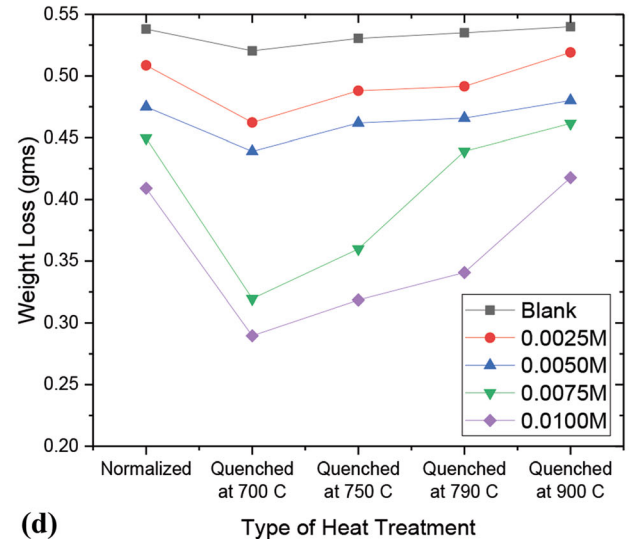 0.55
0.50
0.45
0.40
0.35
0.30
0.25
0.20
Weight Loss (gms)
Blank
0.0025M
0.0050M
0.0075M
0.0100M
Normalized
Quenched
at 700 C
Quenched
at 750 C
Quenched
at 790 C
Quenched
at 900 C
(d)
Type of Heat Treatment